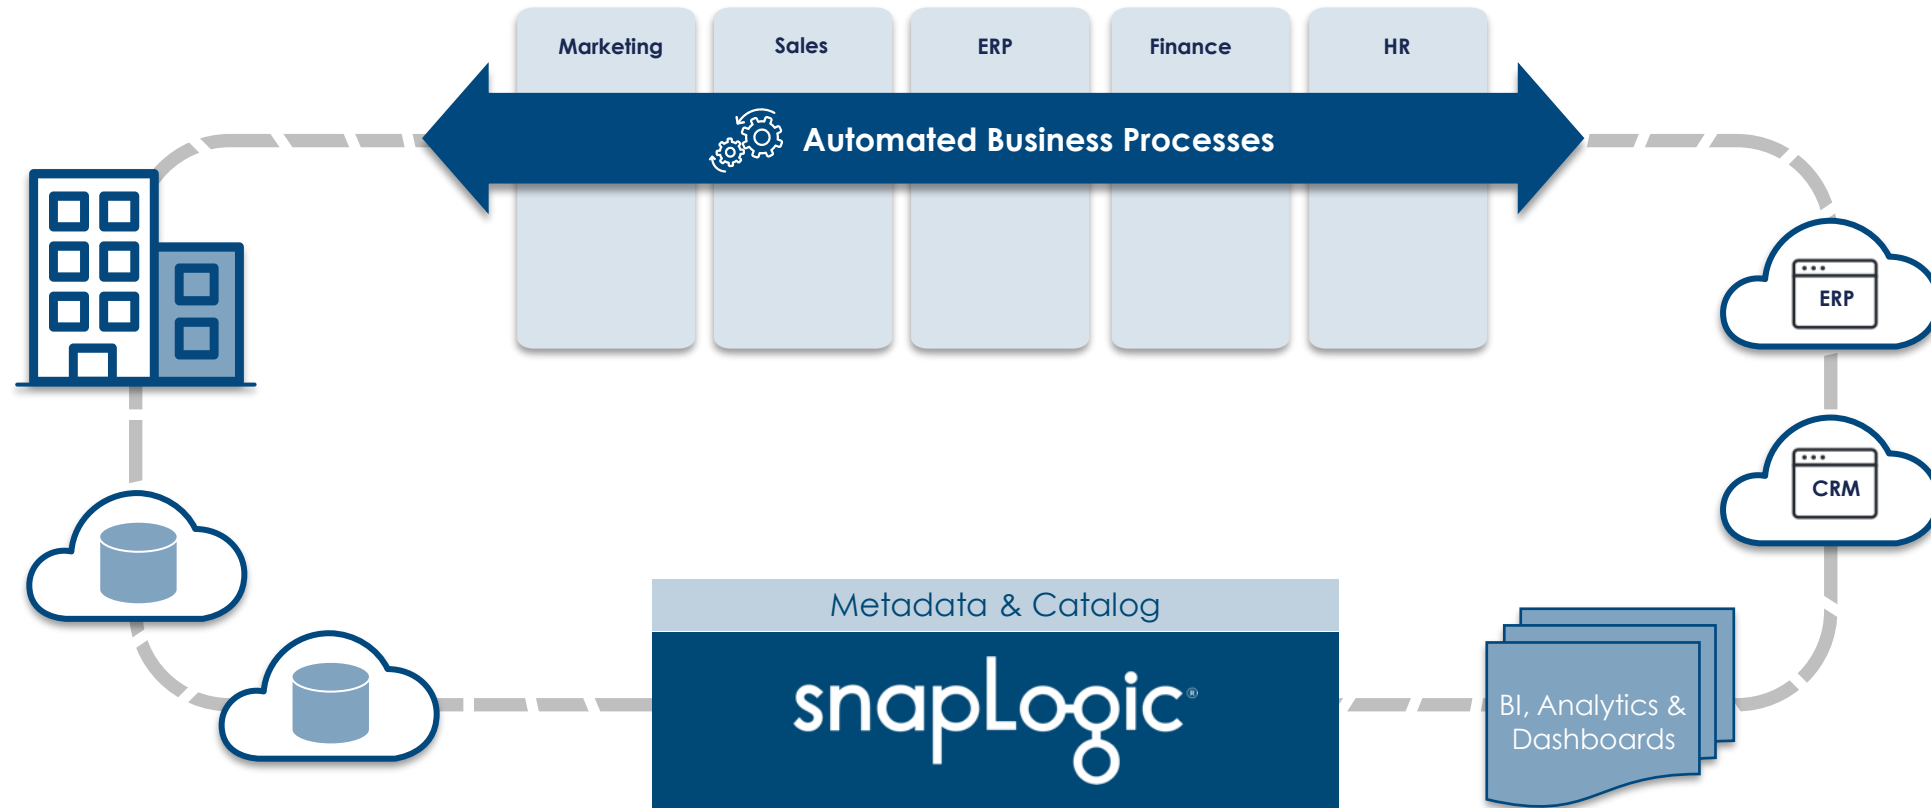 Marketing
Sales
ERP
Finance
HR
Automated Business Processes
ERP
CRM
Metadata & Catalog
snapLogic®
BI, Analytics &
Dashboards